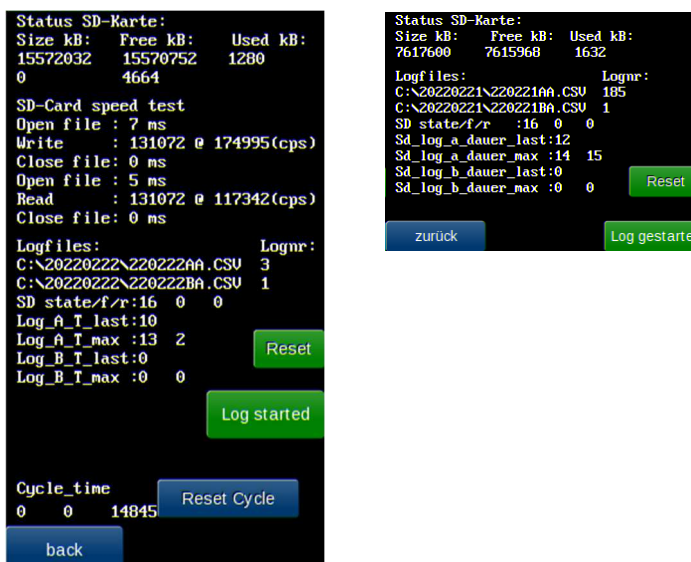 Status SD-Karte:
Size kB: Free kB: Used kB:
15572032 15570752 1280
0 4664
SD-Card speed test
Open file : 7 ms
Write : 131072 @ 174995(cps)
Close file: 0 ms
Open file : 5 ms
Read : 131072 @ 117342(cps)
Close file: 0 ms
Logfiles: Lognr:
C:\20220222\220222AA.CSV 3
C:\20220222\220222BA.CSV 1
SD state/f/r:16 0 0
Log_A_T_last:10
Log_A_T_max :13 2
Log_B_T_last:0
Log_B_T_max :0 0
Reset
Log started
Cycle_time
0 0 14845
Reset Cycle
back
Status SD-Karte:
Size kB: Free kB: Used kB:
7617600 7615968 1632
Logfiles: Lognr:
C:\20220221\220221AA.CSV 185
C:\20220221\220221BA.CSV 1
SD state/f/r :16 0 0
Sd_log_a_dauer_last:12
Sd_log_a_dauer_max :14 15
Sd_log_b_dauer_last:0
Sd_log_b_dauer_max :0 0
Reset
zurück
Log gestarte